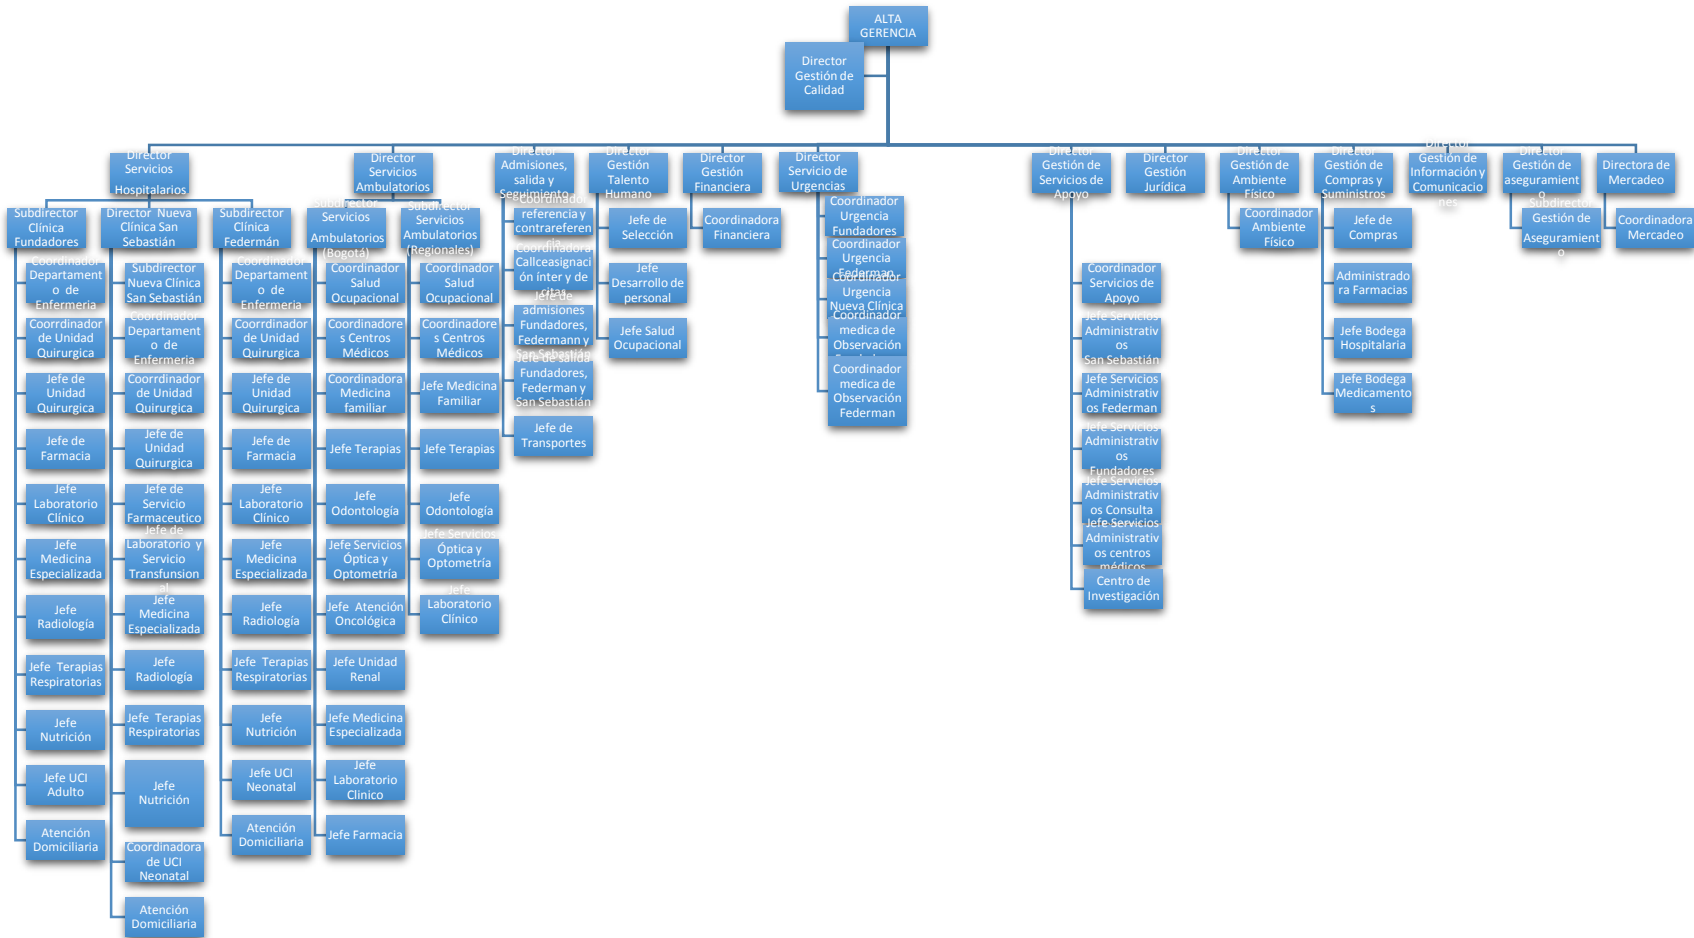 ALTA
GERENCIA
Director
Gestión de
Calidad
Director
Servicios
Hospitalarios
Director
Servicios
Ambulatorios
Director
Admisiones,
salida y
Seguimiento
Director
Gestión
Talento
Humano
Director
Gestión
Financiera
Director
Servicio de
Urgencias
Director
Gestión de
Servicios de
Apoyo
Director
Gestión
Jurídica
Director
Gestión de
Ambiente
Físico
Director
Gestión de
Compras y
Suministros
Director
Gestión de
Información y
Comunicacio
nes
Director
Gestión de
aseguramient
o
Directora de
Mercadeo
Subdirector
Clínica
Fundadores
Director Nueva
Clínica San
Sebastián
Subdirector
Clínica
Federmán
Subdirector
Servicios
Ambulatorios
(Bogotá)
Subdirector
Servicios
Ambulatorios
(Regionales)
Coordinador
Departament
o de
Enfermeria
Coorrdinador
de Unidad
Quirurgica
Jefe de
Unidad
Quirurgica
Jefe de
Farmacia
Jefe
Laboratorio
Clínico
Jefe
Medicina
Especializada
Jefe
Radiología
Jefe Terapias
Respiratorias
Jefe
Nutrición
Jefe UCI
Adulto
Atención
Domiciliaria
Subdirector
Nueva Clínica
San Sebastián
Coordinador
Departament
o de
Enfermeria
Coorrdinador
de Unidad
Quirurgica
Jefe de
Unidad
Quirurgica
Jefe de
Servicio
Farmaceutico
Jefe de
Laboratorio y
Servicio
Transfunsion
al
Jefe
Medicina
Especializada
Jefe
Radiología
Jefe Terapias
Respiratorias
Jefe
Nutrición
Coordinadora
de UCI
Neonatal
Atención
Domiciliaria
Coordinador
Departament
o de
Enfermeria
Coorrdinador
de Unidad
Quirurgica
Jefe de
Unidad
Quirurgica
Jefe de
Farmacia
Jefe
Laboratorio
Clínico
Jefe
Medicina
Especializada
Jefe
Radiología
Jefe Terapias
Respiratorias
Jefe
Nutrición
Jefe UCI
Neonatal
Atención
Domiciliaria
Coordinador
Salud
Ocupacional
Coordinadore
s Centros
Médicos
Coordinadora
Medicina
familiar
Jefe Terapias
Jefe
Odontología
Jefe Servicios
Óptica y
Optometría
Jefe Atención
Oncológica
Jefe Unidad
Renal
Jefe Medicina
Especializada
Jefe
Laboratorio
Clinico
Jefe Farmacia
Coordinador
Salud
Ocupacional
Coordinadore
s Centros
Médicos
Jefe Medicina
Familiar
Jefe Terapias
Jefe
Odontología
Jefe Servicios
Óptica y
Optometría
Jefe
Laboratorio
Clínico
Coordinador
referencia y
contrareferen
cia
Coordinadora
Callceasignaci
ón ínter y de
citas
Jefe de
admisiones
Fundadores,
Federmann y
San Sebastián
Jefe de salida
Fundadores,
Federman y
San Sebastián
Jefe de
Transportes
Jefe de
Selección
Jefe
Desarrollo de
personal
Jefe Salud
Ocupacional
Coordinadora
Financiera
Coordinador
Urgencia
Fundadores
Coordinador
Urgencia
Federman
Coordinador
Urgencia
Nueva Clínica
Coordinador
medica de
Observación
Coordinador
medica de
Observación
Federman
Coordinador
Servicios de
Apoyo
Jefe Servicios
Administrativ
os
San Sebastián
Jefe Servicios
Administrativ
os Federman
Jefe Servicios
Administrativ
os
Fundadores
Jefe Servicios
Administrativ
os Consulta
Jefe Servicios
Administrativ
os centros
médicos
Centro de
Investigación
Coordinador
Ambiente
Físico
Jefe de
Compras
Administrado
ra Farmacias
Jefe Bodega
Hospitalaria
Jefe Bodega
Medicamento
s
Subdirector
Gestión de
Aseguramient
o
Coordinadora
Mercadeo